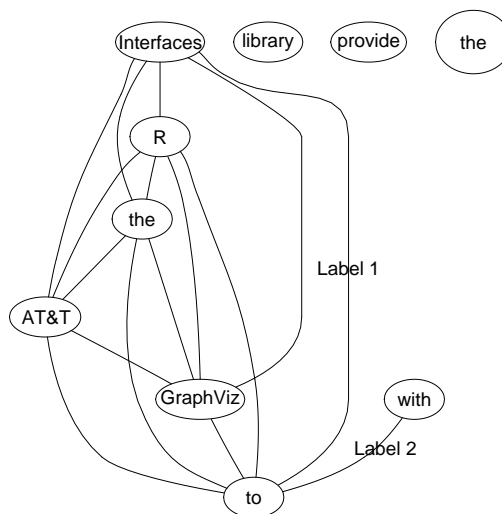 Interfaces library provide the
R
the
Label 1
AT&T
GraphViz with
Label 2
to